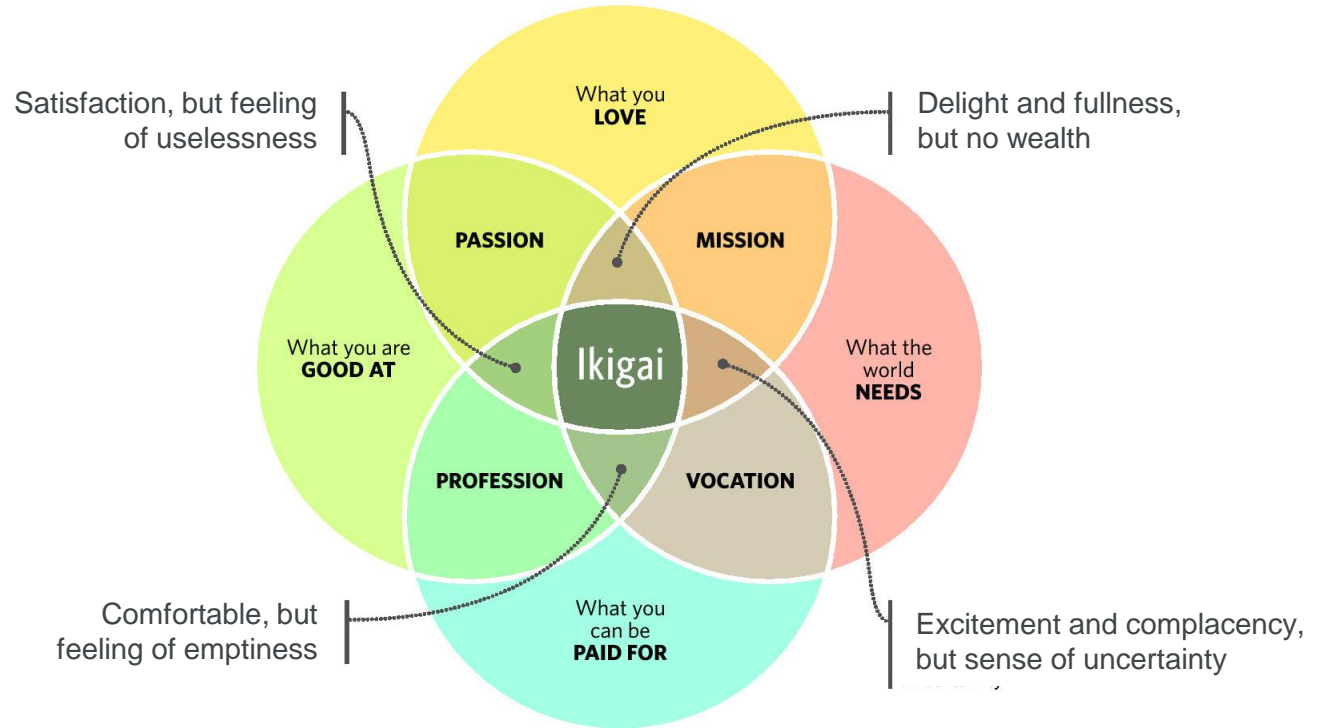 What you
LOVE
Satisfaction, but feeling
of uselessness
Delight and fullness,
but no wealth
PASSION
MISSION
What you are
GOOD AT
Ikigai
What the
world
NEEDS
PROFESSION
VOCATION
Comfortable, but
feeling of emptiness
What you
can be
PAID FOR
Excitement and complacency,
but sense of uncertainty